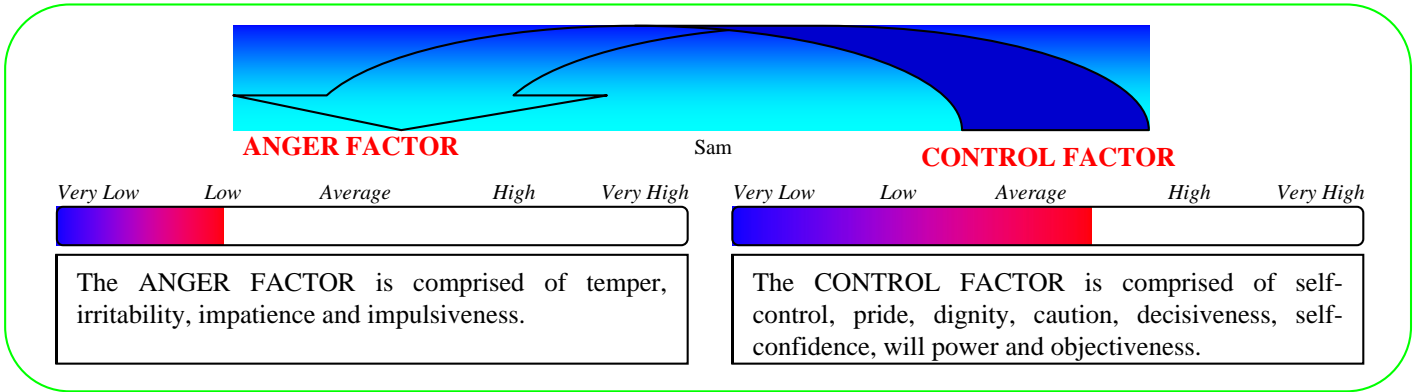 ANGER FACTOR
Sam
CONTROL FACTOR
Very Low Low Average High Very High
The ANGER FACTOR is comprised of temper,
irritability, impatience and impulsiveness.
Very Low Low Average High Very High
The CONTROL FACTOR is comprised of self-
control, pride, dignity, caution, decisiveness, self-
confidence, will power and objectiveness.